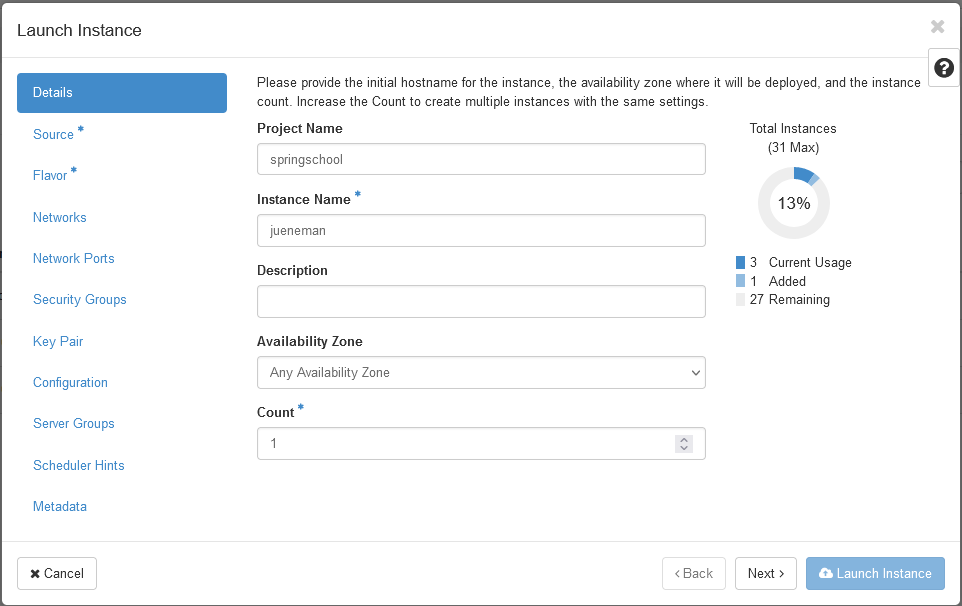 Launch Instance
Details
Source *
Flavor *
Networks
Network Ports
Security Groups
Key Pair
Configuration
Server Groups
Scheduler Hints
Metadata
Please provide the initial hostname for the instance, the availability zone where it will be deployed, and the instance
count. Increase the Count to create multiple instances with the same settings.
Project Name
springschool
Instance Name *
jueneman
Description
Availability Zone
Any Availability Zone
Count *
1
Total Instances
(31 Max)
13%
3 Current Usage
1 Added
27 Remaining
Cancel
‹ Back
Next ›
Launch Instance